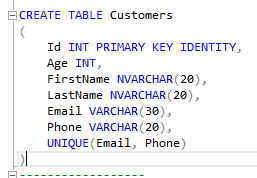 CREATE TABLE Customers
(
    Id INT PRIMARY KEY IDENTITY,
    Age INT,
    FirstName NVARCHAR(20),
    LastName NVARCHAR(20),
    Email VARCHAR(30),
    Phone VARCHAR(20),
    UNIQUE(Email, Phone)
)
--------------------